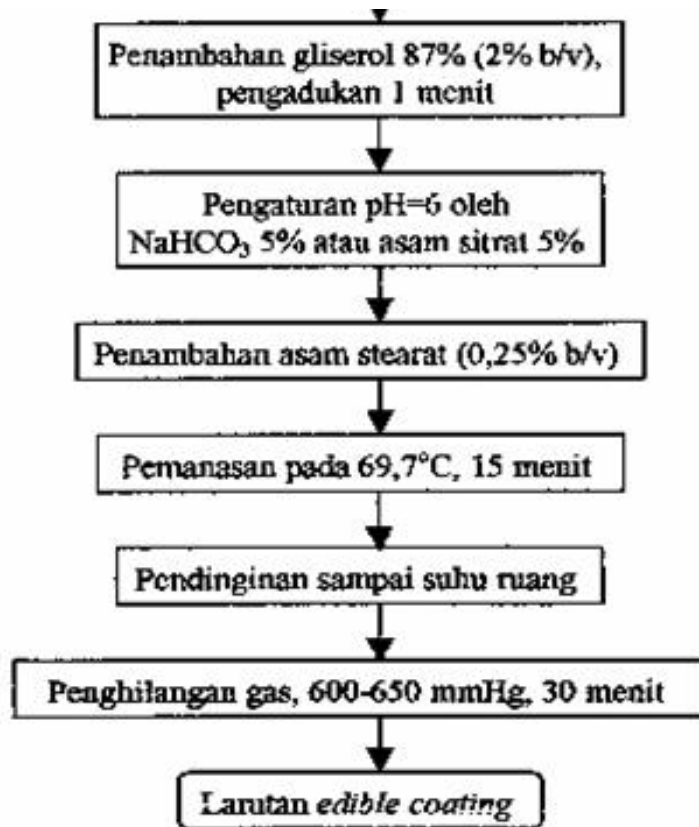 Penambahan gliserol 87% (2% b/v),
pengadukan 1 menit
Pengaturan pH=6 oleh
NaHCO₃ 5% atau asam sitrat 5%
Penambahan asam stearat (0,25% b/v)
Pemanasan pada 69,7°C, 15 menit
Pendinginan sampai suhu ruang
Penghilangan gas, 600-650 mmHg, 30 menit
Larutan edible coating